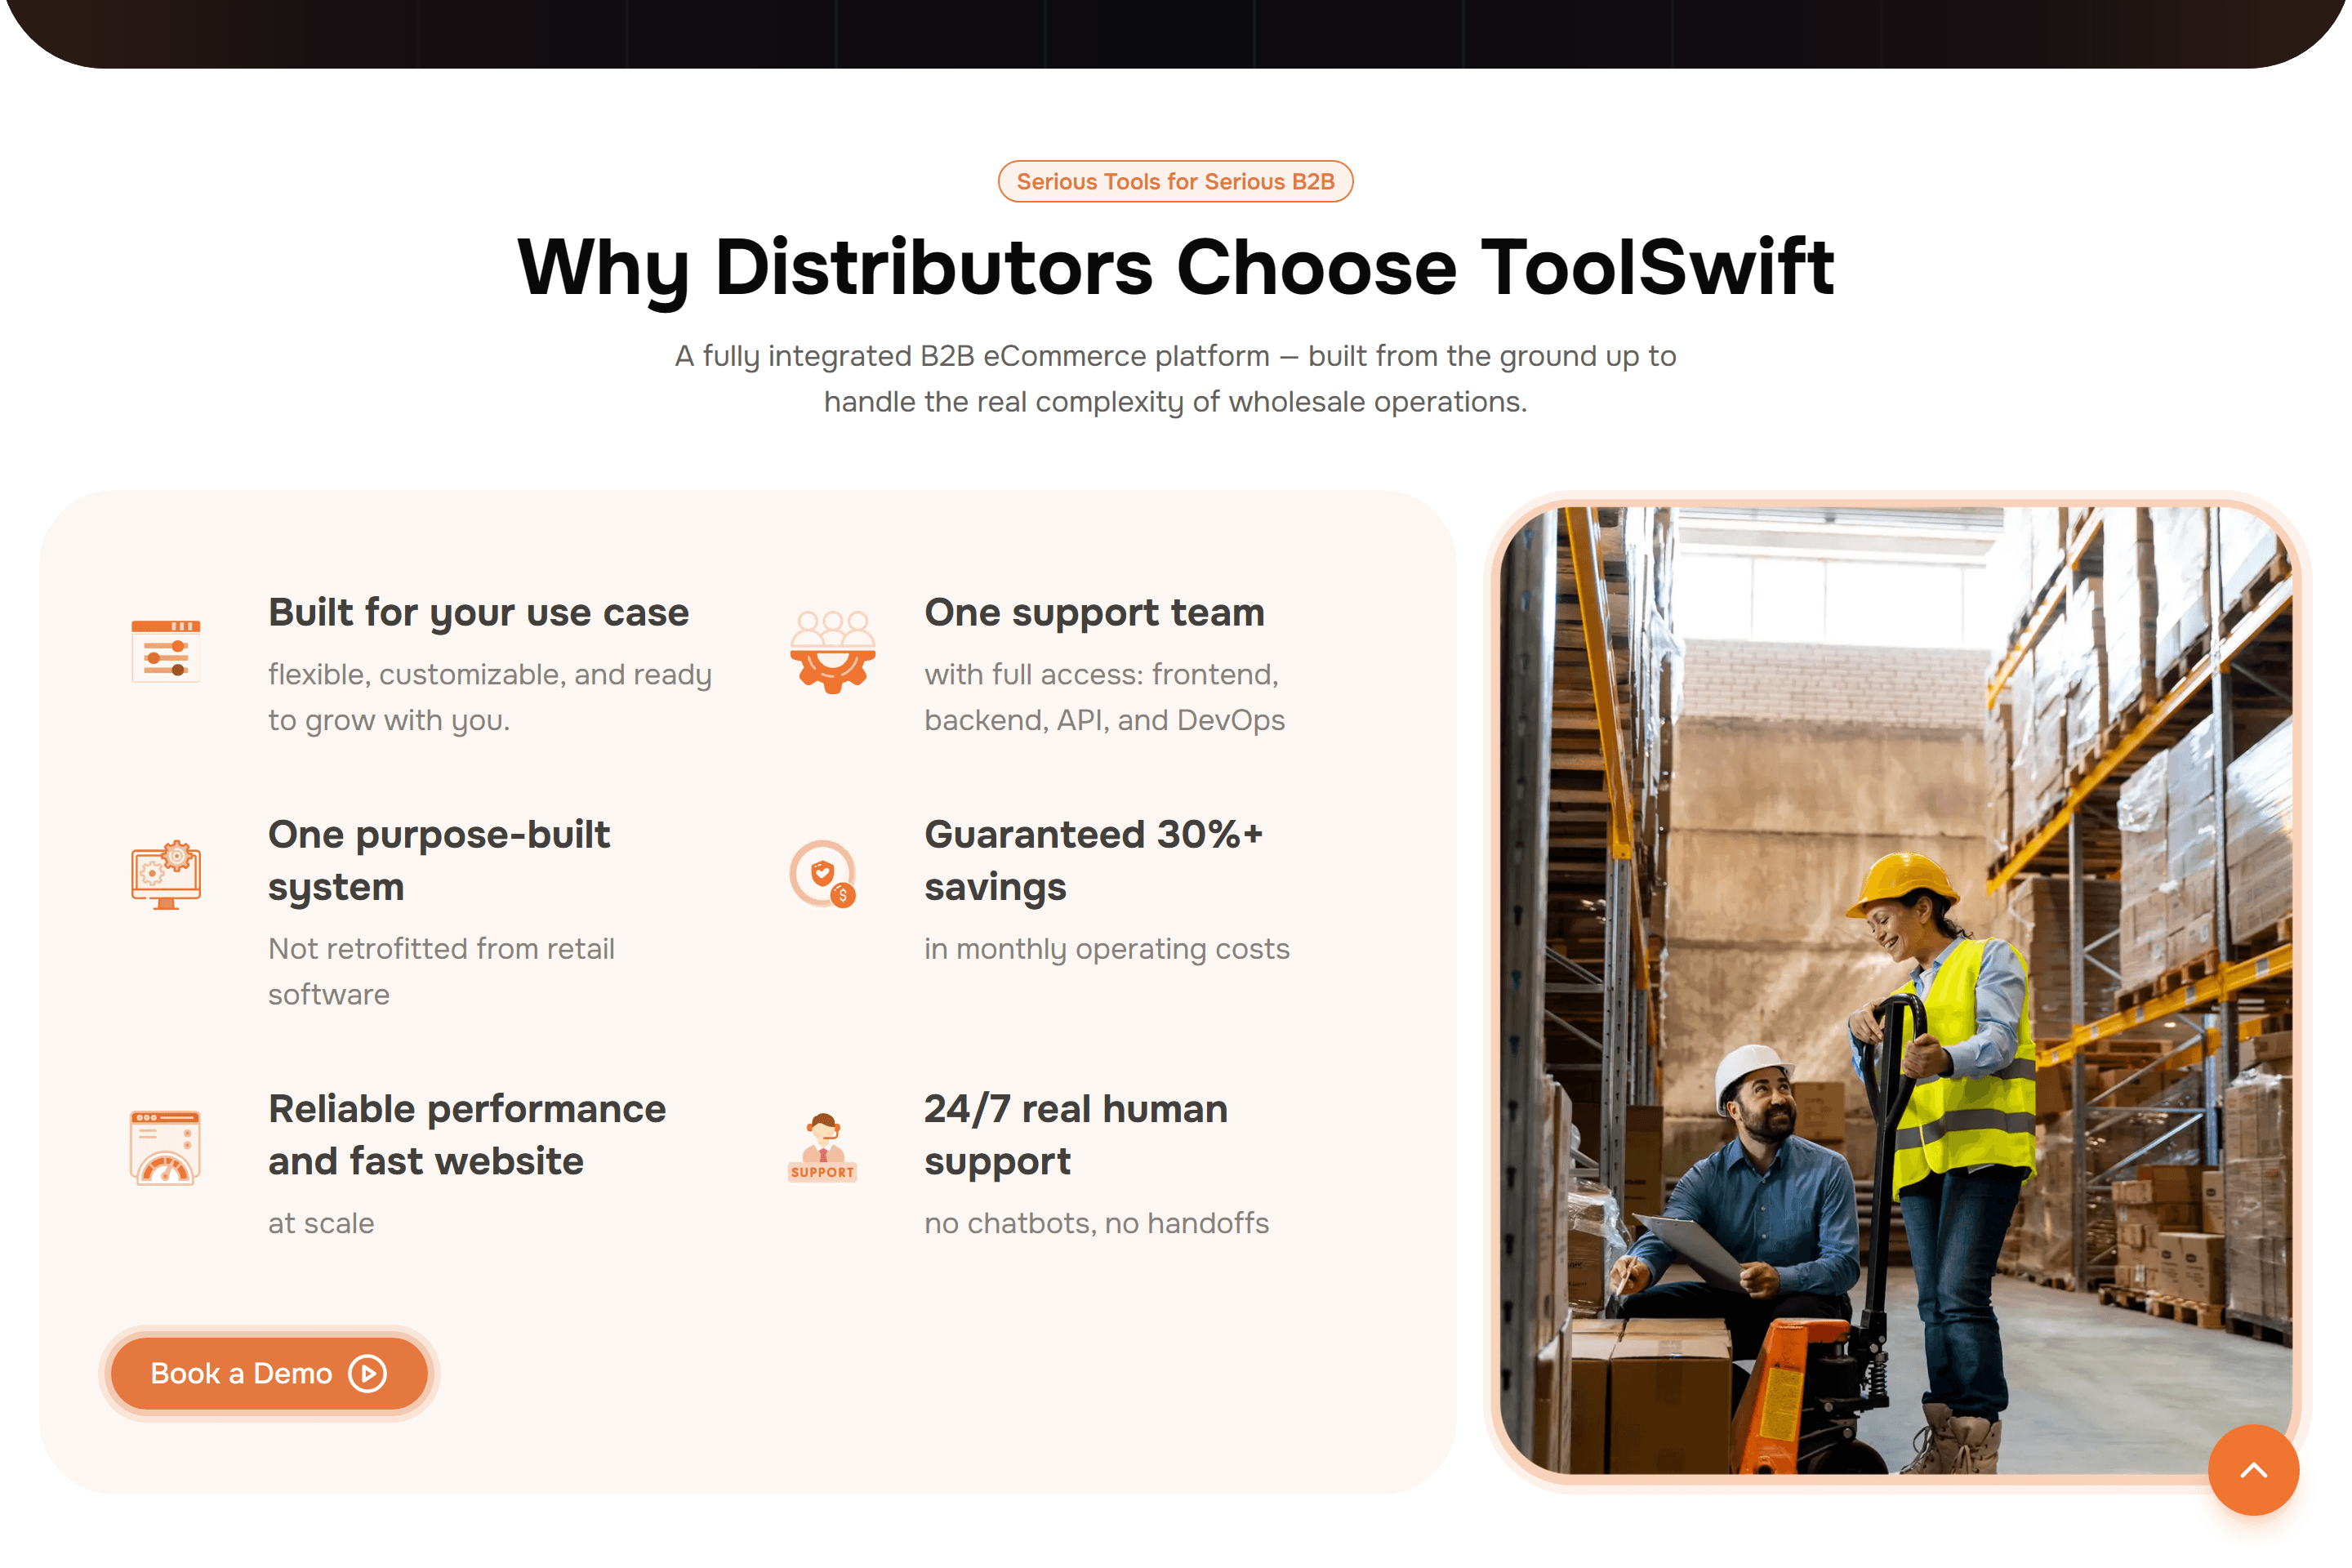 Serious Tools for Serious B2B
Why Distributors Choose ToolSwift
A fully integrated B2B eCommerce platform — built from the ground up to
handle the real complexity of wholesale operations.
Built for your use case
flexible, customizable, and ready
to grow with you.
One support team
with full access: frontend,
backend, API, and DevOps
One purpose-built
system
Not retrofitted from retail
software
Guaranteed 30%+
savings
in monthly operating costs
Reliable performance
and fast website
at scale
SUPPORT
24/7 real human
support
no chatbots, no handoffs
Book a Demo